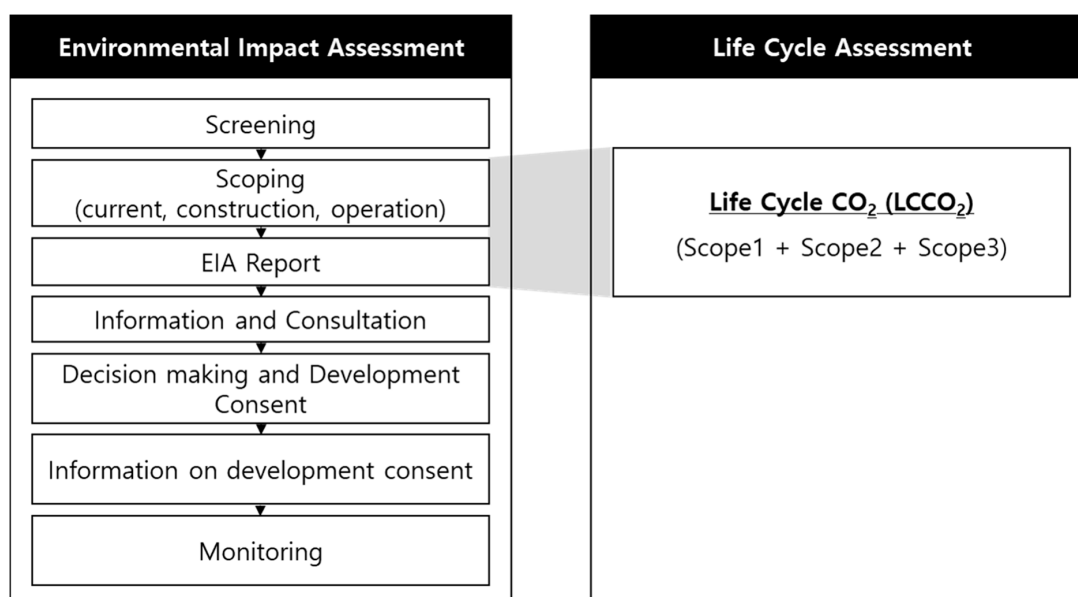 Environmental Impact Assessment
Screening
Scoping
(current, construction, operation)
EIA Report
Information and Consultation
Decision making and Development
Consent
Information on development consent
Monitoring
Life Cycle Assessment
Life Cycle CO₂ (LCCO₂)
(Scope1 + Scope2 + Scope3)